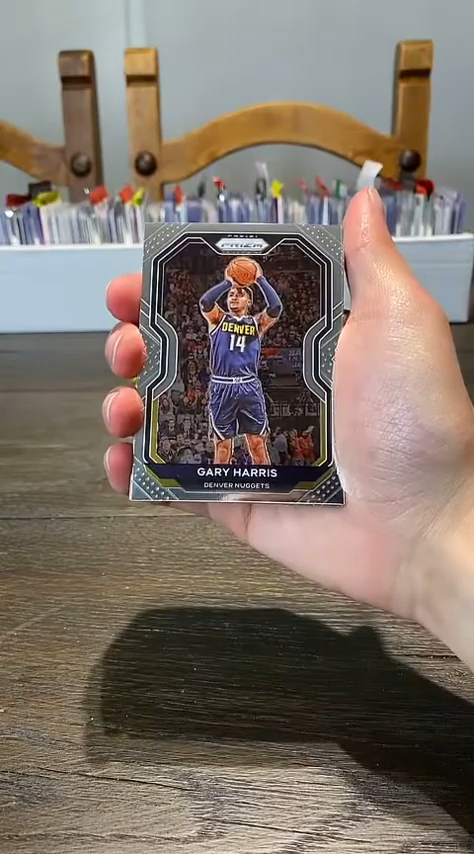 PANINI
PRIZM
DENVER
14
GARY HARRIS
DENVER NUGGETS